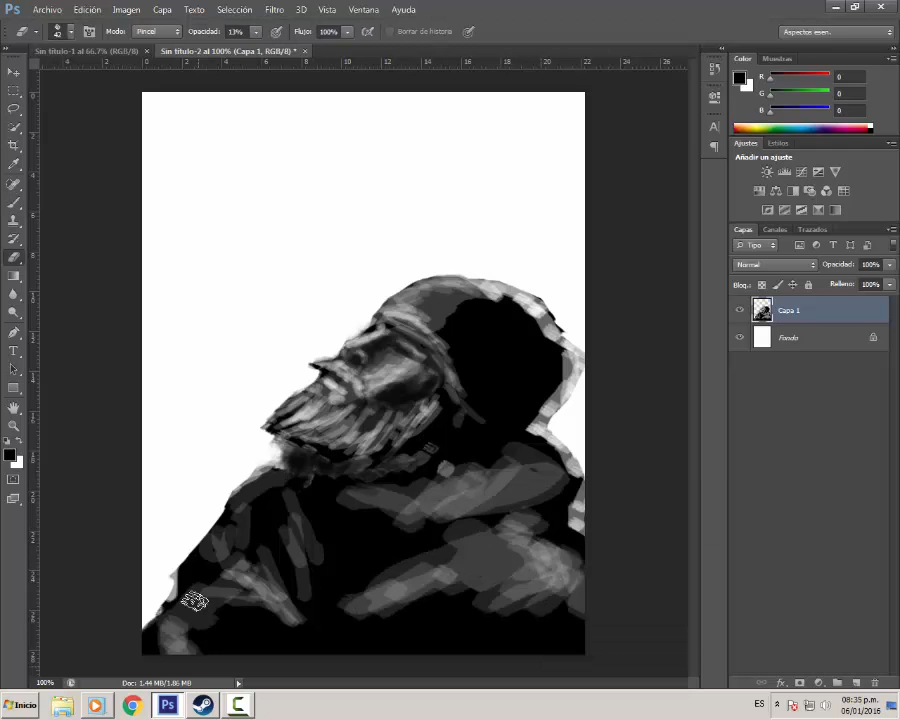 Ps Archivo Edición Imagen Capa Texto Selección Filtro 3D Vista Ventana Ayuda
42 Modo: Pincel Opacidad: 13% Flujo: 100% Borrar de historia Aspectos esen.
Sin título-1 al 66.7% (RGB/8) × Sin título-2 al 100% (Capa 1, RGB/8) * ×
Color Muestras
R 0
G 0
B 0
Ajustes Estilos
Añadir un ajuste
Capas Canales Trazados
Tipo
Normal Opacidad: 100%
Bloq.: Relleno: 100%
Capa 1
Fondo
100% Doc: 1.44 MB/1.86 MB
Inicio ES 08:35 p.m.
06/01/2016